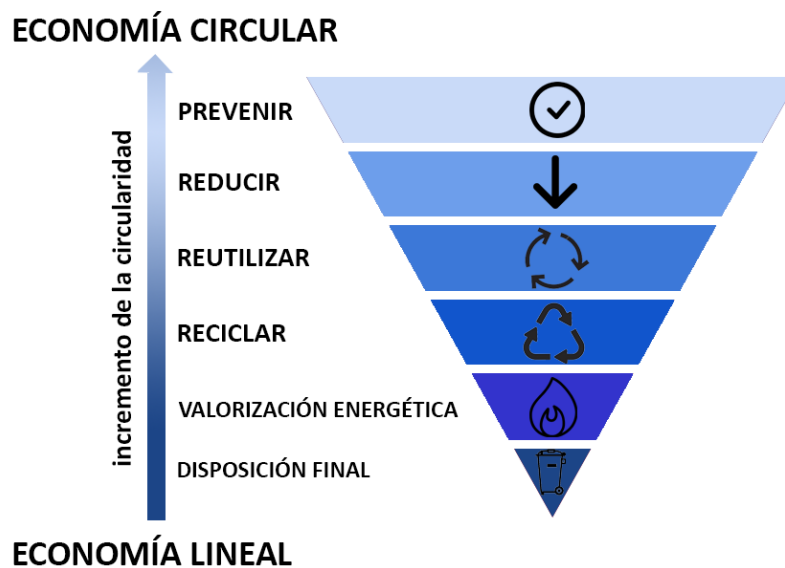 ECONOMÍA CIRCULAR
incremento de la circularidad
PREVENIR
REDUCIR
REUTILIZAR
RECICLAR
VALORIZACIÓN ENERGÉTICA
DISPOSICIÓN FINAL
ECONOMÍA LINEAL